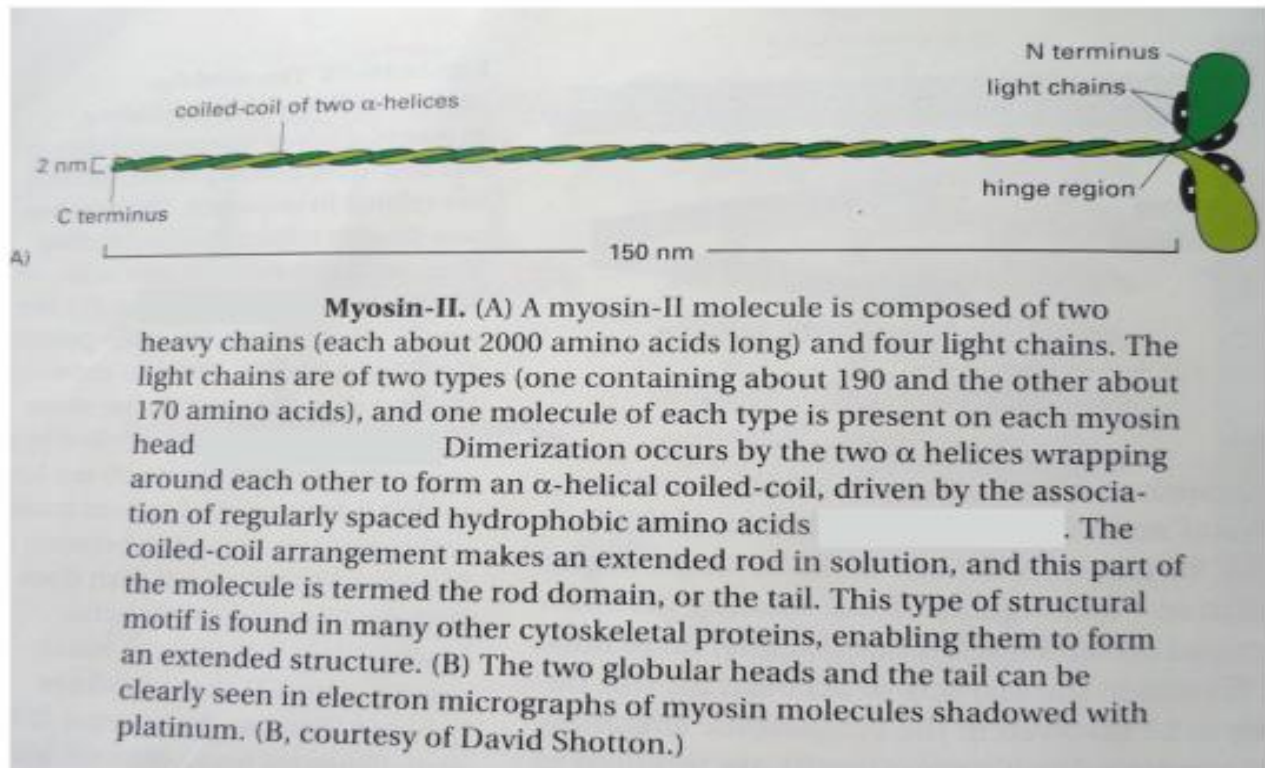 N terminus
light chains
coiled-coil of two α-helices
2 nm
hinge region
C terminus
A)
150 nm
Myosin-II. (A) A myosin-II molecule is composed of two
heavy chains (each about 2000 amino acids long) and four light chains. The
light chains are of two types (one containing about 190 and the other about
170 amino acids), and one molecule of each type is present on each myosin
head Dimerization occurs by the two α helices wrapping
around each other to form an α-helical coiled-coil, driven by the associa-
tion of regularly spaced hydrophobic amino acids . The
coiled-coil arrangement makes an extended rod in solution, and this part of
the molecule is termed the rod domain, or the tail. This type of structural
motif is found in many other cytoskeletal proteins, enabling them to form
an extended structure. (B) The two globular heads and the tail can be
clearly seen in electron micrographs of myosin molecules shadowed with
platinum. (B, courtesy of David Shotton.)